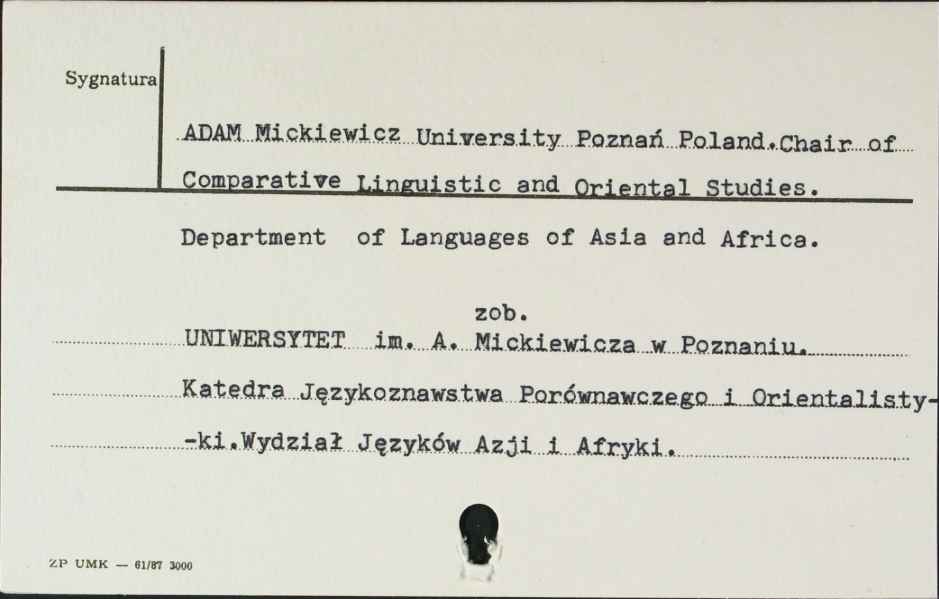 Sygnatura
ADAM Mickiewicz University Poznań Poland.Chair of
Comparative Linguistic and Oriental Studies.
Department of Languages of Asia and Africa.
zob.
UNIWERSYTET im. A. Mickiewicza w Poznaniu.
Katedra Językoznawstwa Porównawczego i Orientalisty-
-ki.Wydział Języków Azji i Afryki.
ZP UMK — 61/87 3000